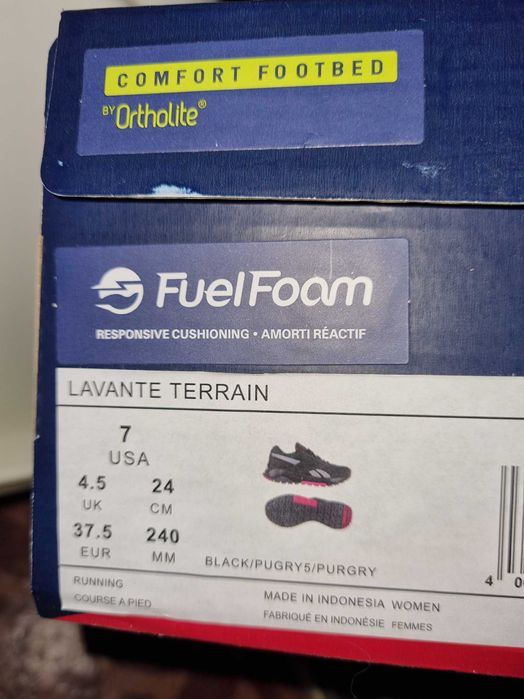 COMFORT FOOTBED
BY Ortholite®
FuelFoam
RESPONSIVE CUSHIONING • AMORTI RÉACTIF
LAVANTE TERRAIN
7
USA
4.5 24
UK CM
37.5 240
EUR MM
BLACK/PUGRY5/PURGRY
RUNNING
COURSE A PIED
MADE IN INDONESIA WOMEN
FABRIQUÉ EN INDONÉSIE FEMMES